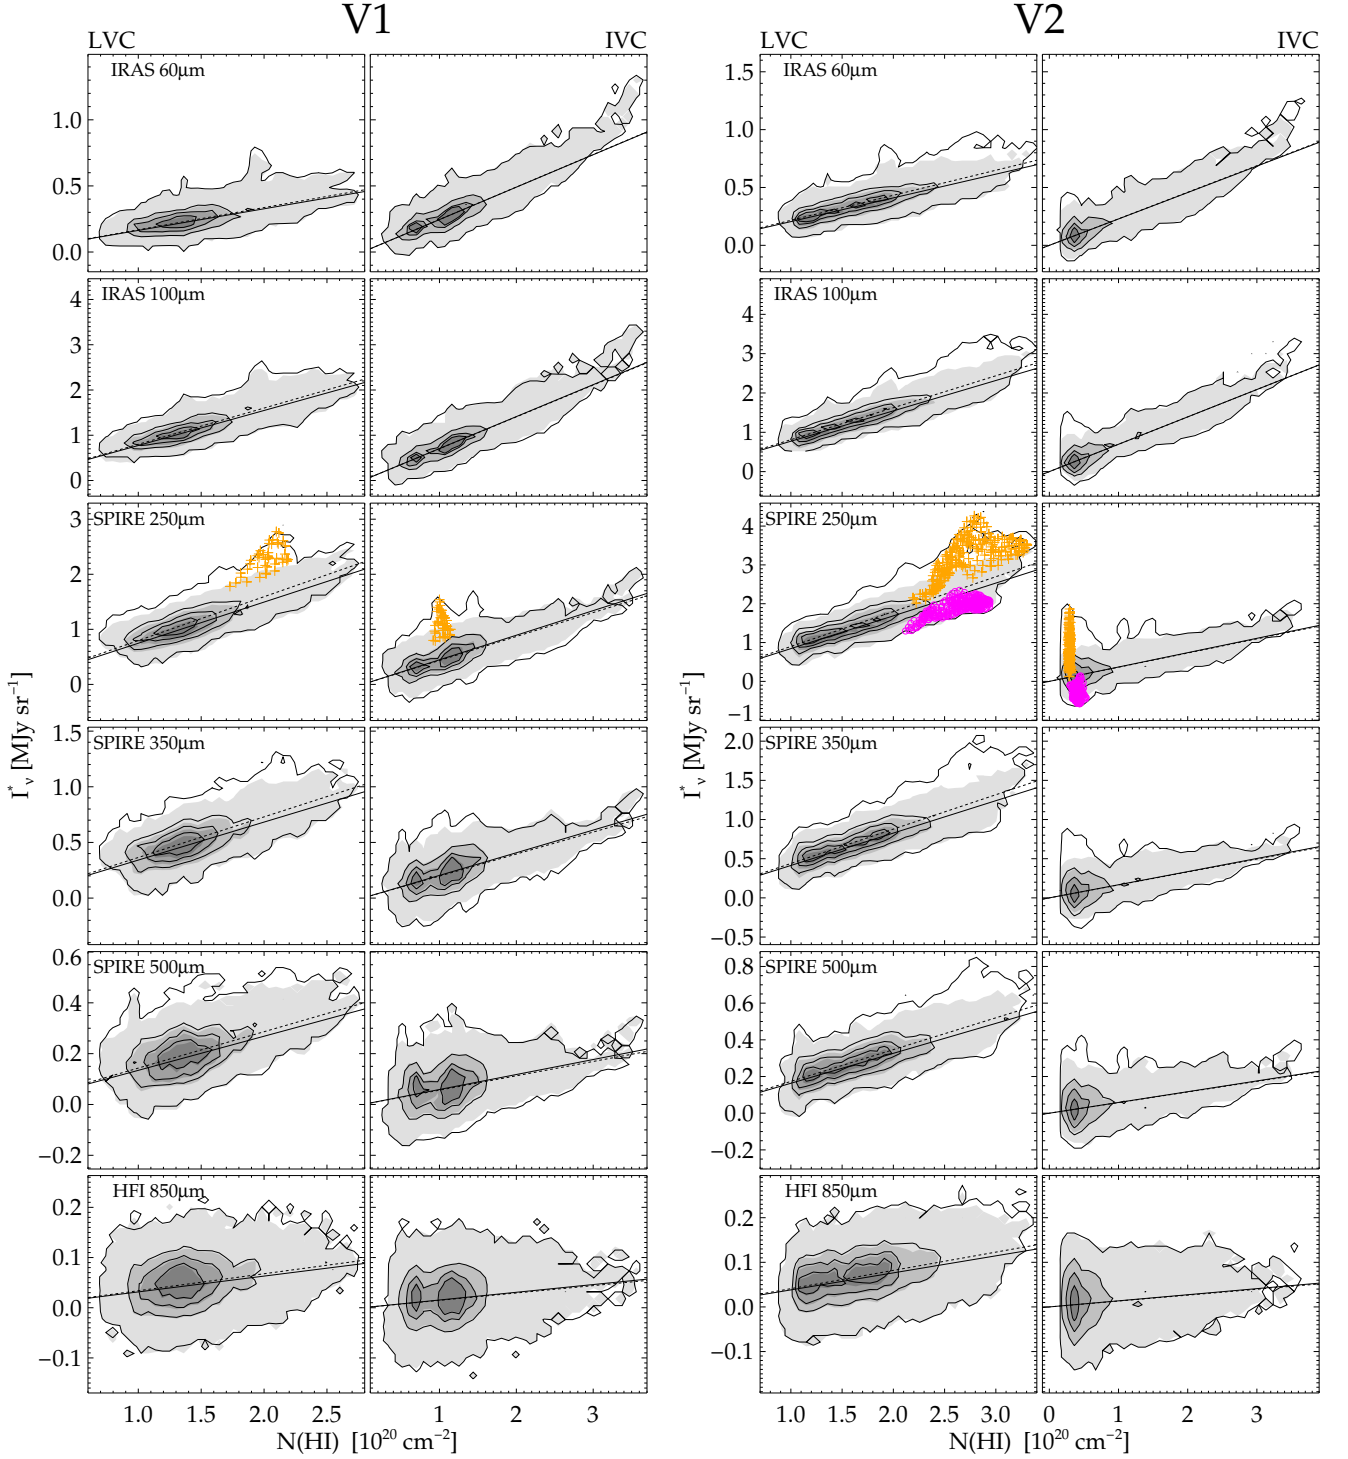 V1
V2
LVC
IVC
LVC
IVC
IRAS 60μm
1.0
0.5
0.0
IRAS 60μm
1.5
1.0
0.5
0.0
IRAS 100μm
4
3
2
1
0
IRAS 100μm
4
3
2
1
0
SPIRE 250μm
3
2
1
0
SPIRE 250μm
4
3
2
1
0
−1
SPIRE 350μm
1.5
1.0
0.5
0.0
SPIRE 350μm
2.0
1.5
1.0
0.5
0.0
−0.5
SPIRE 500μm
0.6
0.4
0.2
0.0
−0.2
SPIRE 500μm
0.8
0.6
0.4
0.2
0.0
−0.2
HFI 850μm
0.2
0.1
0.0
−0.1
HFI 850μm
0.2
0.1
0.0
−0.1
I*ν [MJy sr⁻¹]
I*ν [MJy sr⁻¹]
1.0 1.5 2.0 2.5
1 2 3
1.0 1.5 2.0 2.5 3.0
0 1 2 3
N(HI) [10²⁰ cm⁻²]
N(HI) [10²⁰ cm⁻²]